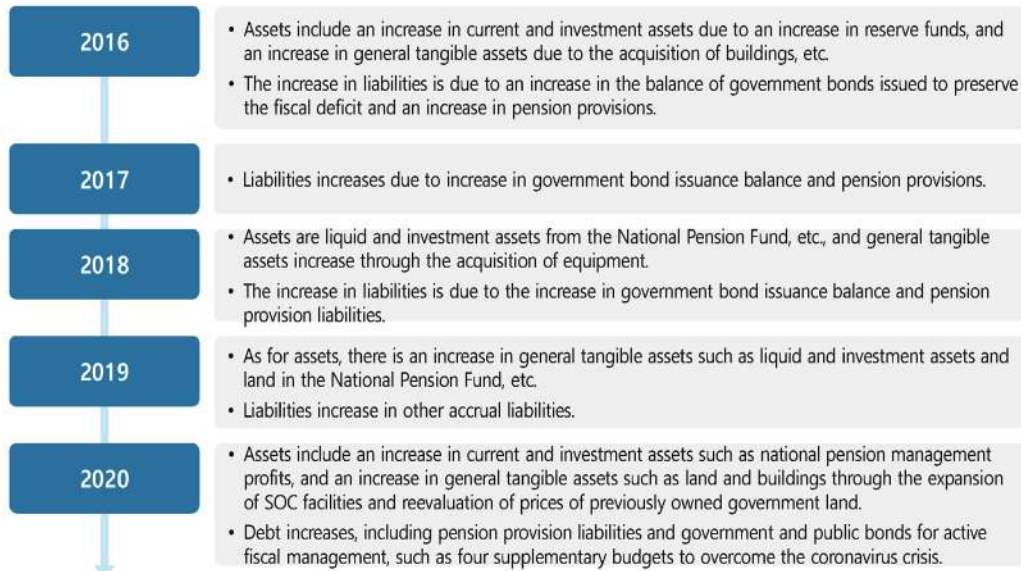 2016
• Assets include an increase in current and investment assets due to an increase in reserve funds, and
an increase in general tangible assets due to the acquisition of buildings, etc.
• The increase in liabilities is due to an increase in the balance of government bonds issued to preserve
the fiscal deficit and an increase in pension provisions.
2017
• Liabilities increases due to increase in government bond issuance balance and pension provisions.
2018
• Assets are liquid and investment assets from the National Pension Fund, etc., and general tangible
assets increase through the acquisition of equipment.
• The increase in liabilities is due to the increase in government bond issuance balance and pension
provision liabilities.
2019
• As for assets, there is an increase in general tangible assets such as liquid and investment assets and
land in the National Pension Fund, etc.
• Liabilities increase in other accrual liabilities.
2020
• Assets include an increase in current and investment assets such as national pension management
profits, and an increase in general tangible assets such as land and buildings through the expansion
of SOC facilities and reevaluation of prices of previously owned government land.
• Debt increases, including pension provision liabilities and government and public bonds for active
fiscal management, such as four supplementary budgets to overcome the coronavirus crisis.